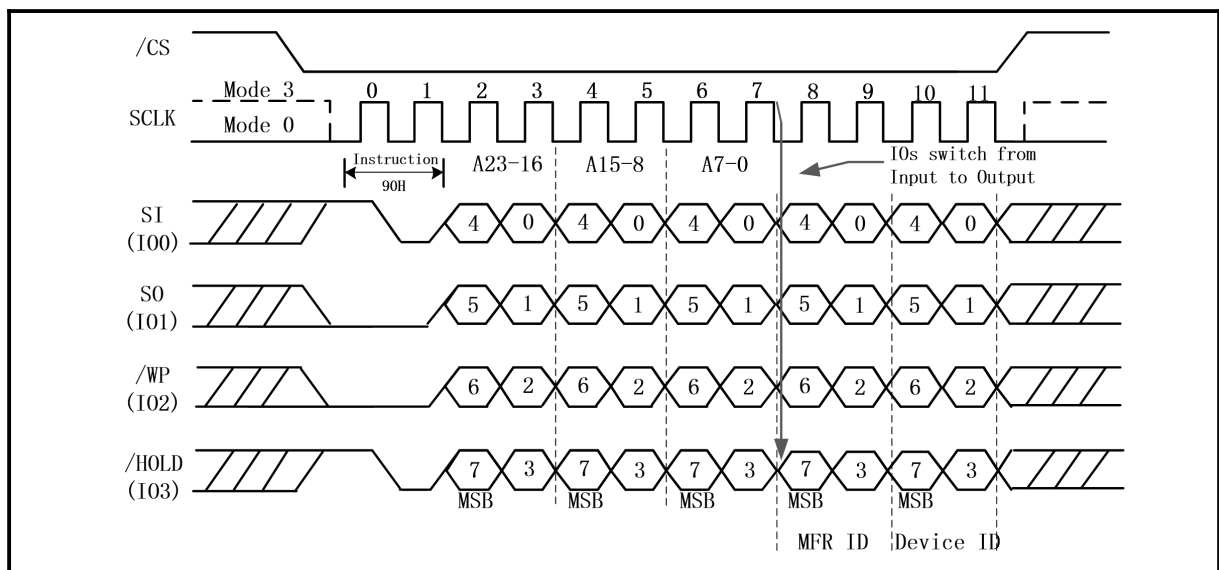 /CS
Mode 3
0 1 2 3 4 5 6 7 8 9 10 11
SCLK
Mode 0
Instruction
90H
A23-16 A15-8 A7-0
IOs switch from
Input to Output
SI
(IO0)
4 0 4 0 4 0 4 0 4 0
SO
(IO1)
5 1 5 1 5 1 5 1 5 1
/WP
(IO2)
6 2 6 2 6 2 6 2 6 2
/HOLD
(IO3)
7 3 7 3 7 3 7 3 7 3
MSB MSB MSB MSB MSB
MFR ID Device ID